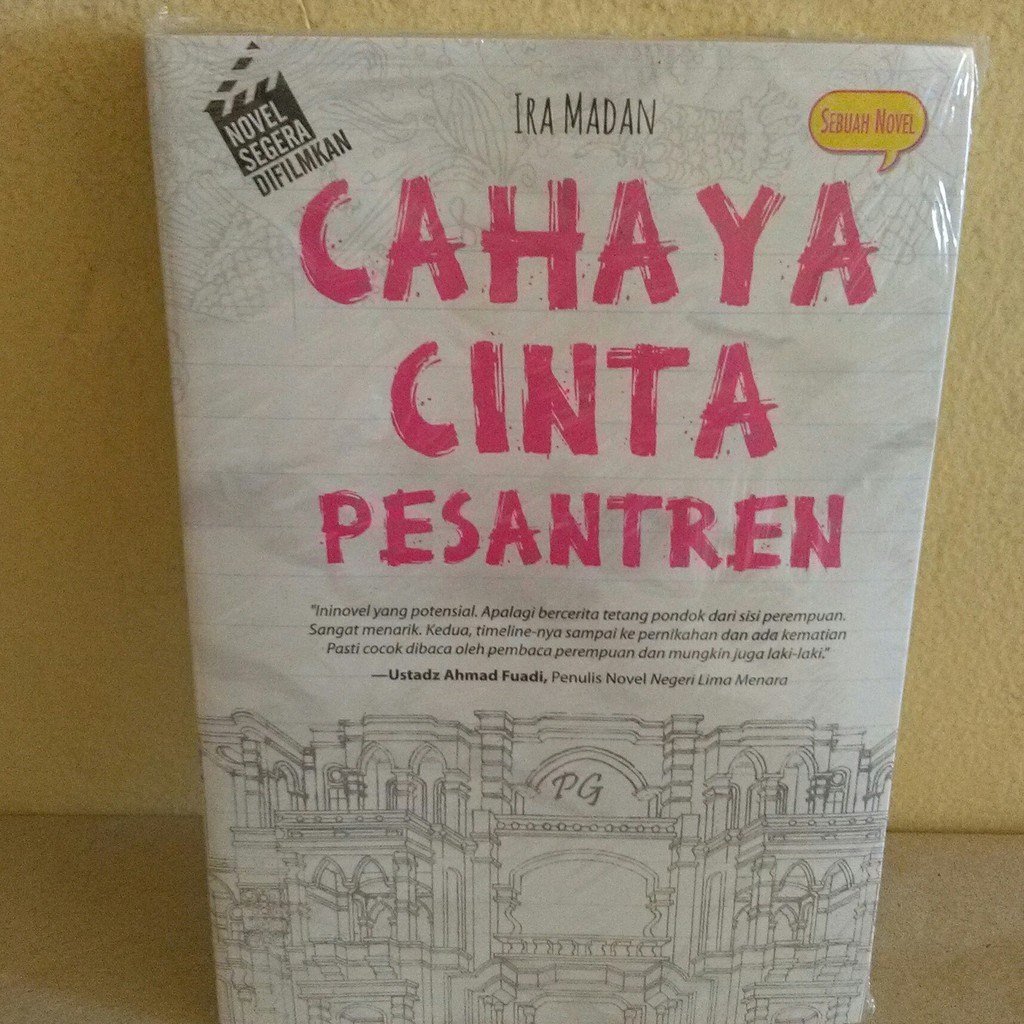 NOVEL
SEGERA
DIFILMKAN
IRA MADAN
SEBUAH NOVEL
CAHAYA
CINTA
PESANTREN
"Ininovel yang potensial. Apalagi bercerita tetang pondok dari sisi perempuan.
Sangat menarik. Kedua, timeline-nya sampai ke pernikahan dan ada kematian
Pasti cocok dibaca oleh pembaca perempuan dan mungkin juga laki-laki."
—Ustadz Ahmad Fuadi, Penulis Novel Negeri Lima Menara
PG